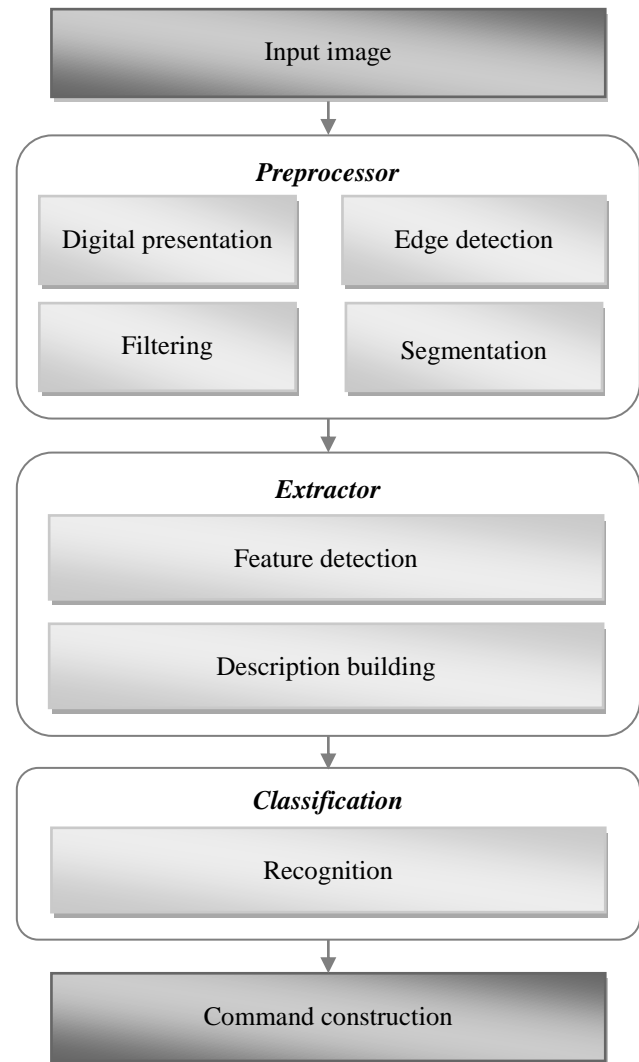 Input image
Preprocessor
Digital presentation
Edge detection
Filtering
Segmentation
Extractor
Feature detection
Description building
Classification
Recognition
Command construction